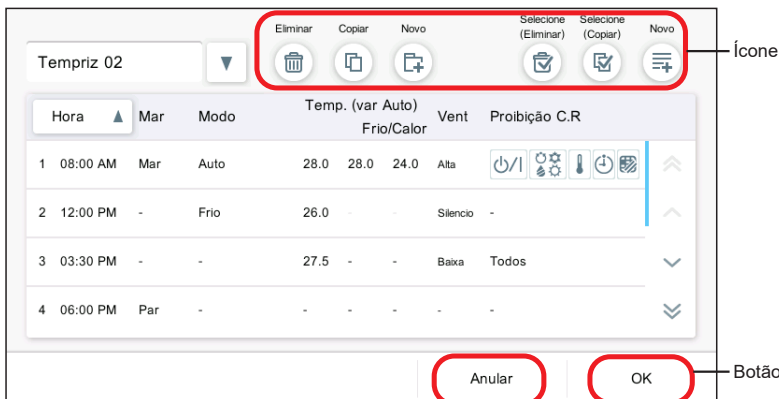 Eliminar Copiar Novo Selecione (Eliminar) Selecione (Copiar) Novo
Ícone
Tempriz 02 ▼
Hora ▲ Mar Modo Temp. (var Auto) Frio/Calor Vent Proibição C.R
1 08:00 AM Mar Auto 28.0 28.0 24.0 Alta
2 12:00 PM - Frio 26.0 - - Silencio -
3 03:30 PM - - 27.5 - - Baixa Todos
4 06:00 PM Par - - - - - -
Anular OK
Botão